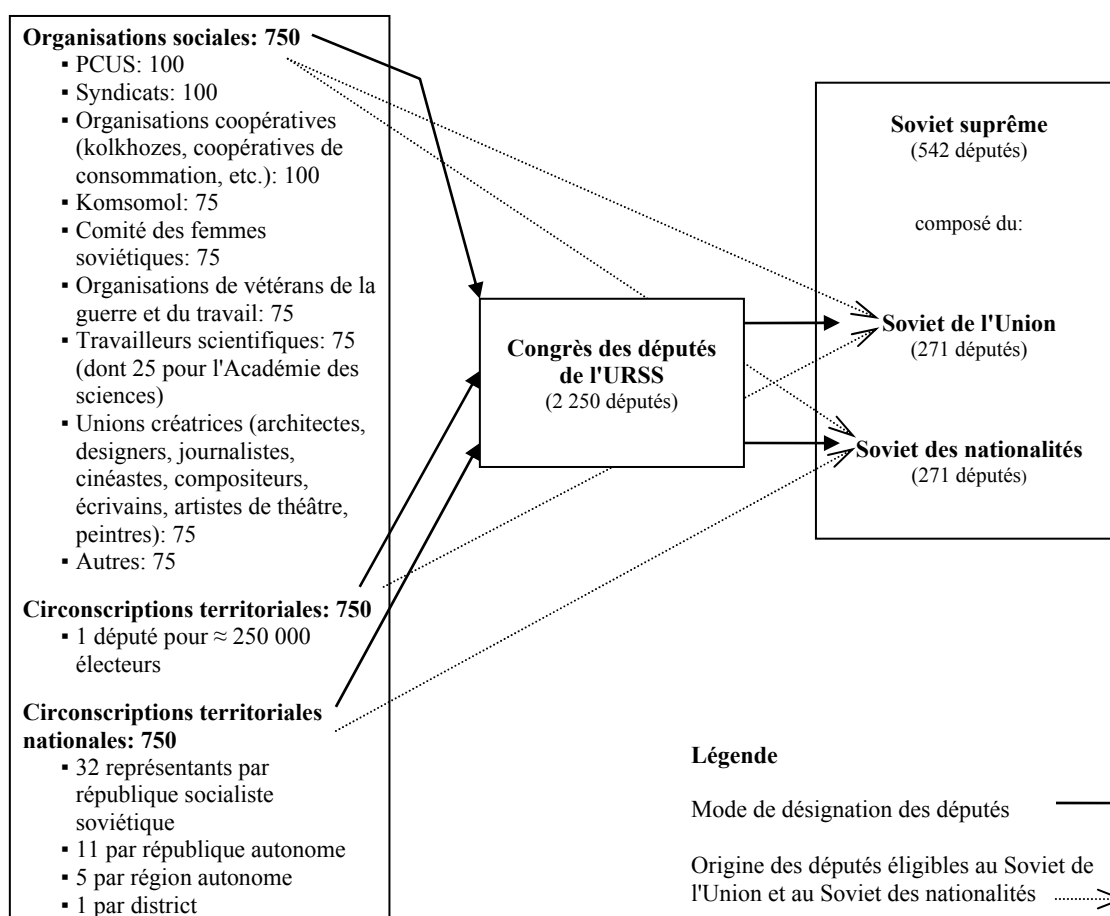 Organisations sociales: 750
▪ PCUS: 100
▪ Syndicats: 100
▪ Organisations coopératives
(kolkhozes, coopératives de
consommation, etc.): 100
▪ Komsomol: 75
▪ Comité des femmes
soviétiques: 75
▪ Organisations de vétérans de la
guerre et du travail: 75
▪ Travailleurs scientifiques: 75
(dont 25 pour l'Académie des
sciences)
▪ Unions créatrices (architectes,
designers, journalistes,
cinéastes, compositeurs,
écrivains, artistes de théâtre,
peintres): 75
▪ Autres: 75
Circonscriptions territoriales: 750
▪ 1 député pour ≈ 250 000
électeurs
Circonscriptions territoriales
nationales: 750
▪ 32 représentants par
république socialiste
soviétique
▪ 11 par république autonome
▪ 5 par région autonome
▪ 1 par district
Congrès des députés
de l'URSS
(2 250 députés)
Soviet suprême
(542 députés)
composé du:
Soviet de l'Union
(271 députés)
Soviet des nationalités
(271 députés)
Légende
Mode de désignation des députés
Origine des députés éligibles au Soviet de
l'Union et au Soviet des nationalités